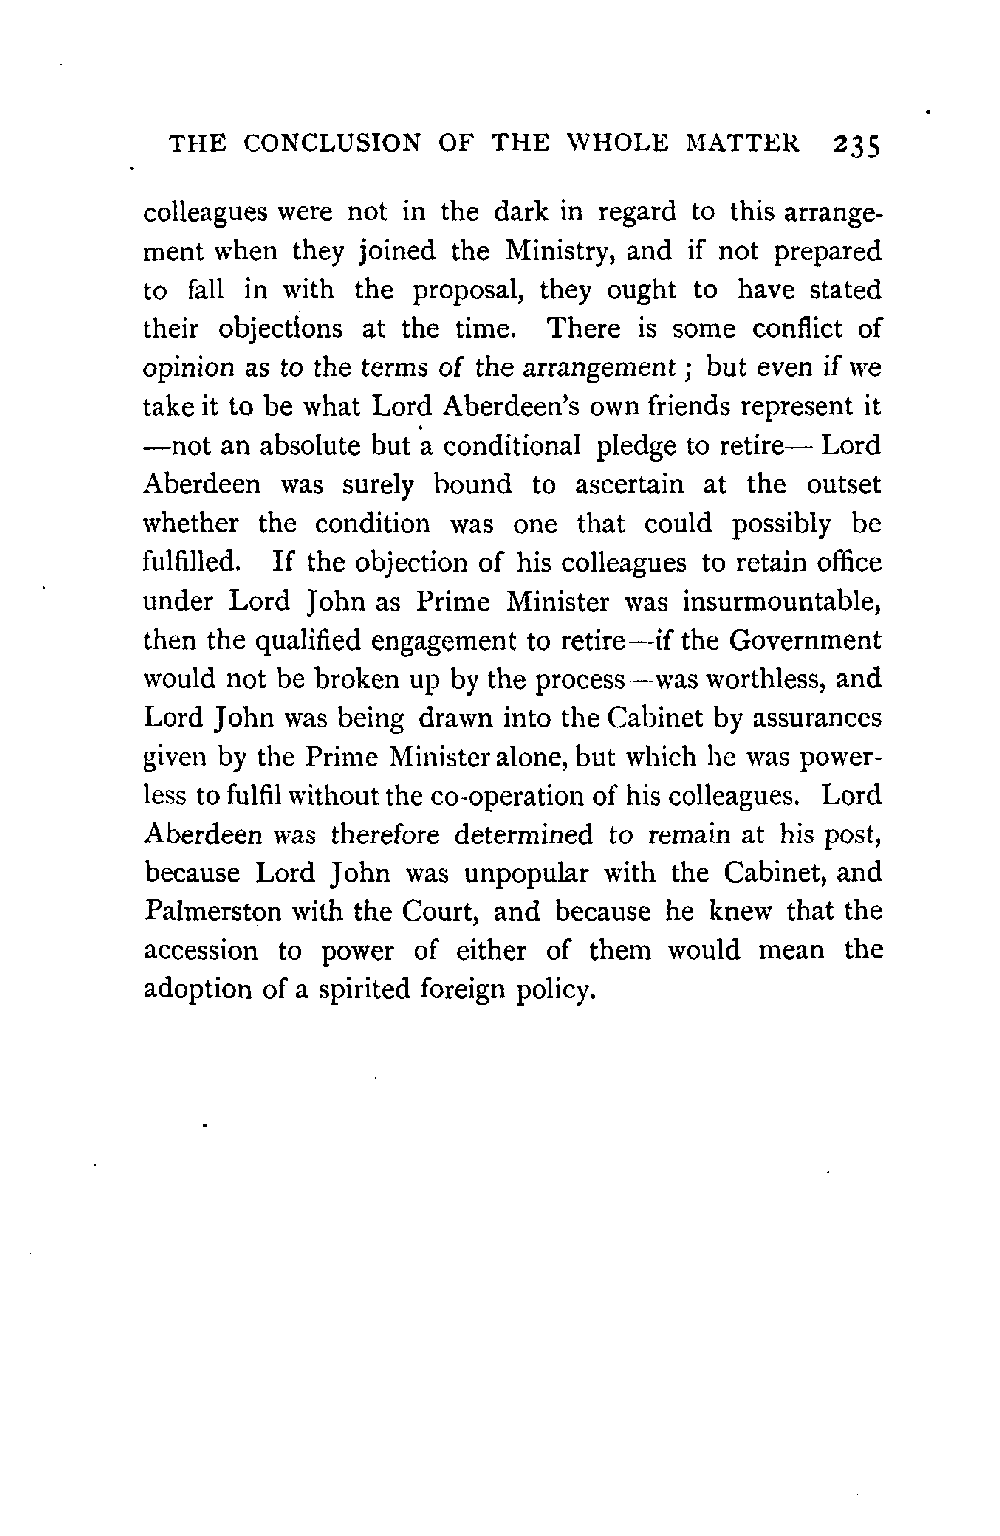 THE CONCLUSION OF THE WHOLE MATTER 235
colleagues were not in the dark in regard to this arrange-
ment when they joined the Ministry, and if not prepared
to fall in with the proposal, they ought to have stated
their objections at the time. There is some conflict of
opinion as to the terms of the arrangement ; but even if we
take it to be what Lord Aberdeen's own friends represent it
—not an absolute but a conditional pledge to retire— Lord
Aberdeen was surely bound to ascertain at the outset
whether the condition was one that could possibly be
fulfilled. If the objection of his colleagues to retain office
under Lord John as Prime Minister was insurmountable,
then the qualified engagement to retire—if the Government
would not be broken up by the process—was worthless, and
Lord John was being drawn into the Cabinet by assurances
given by the Prime Minister alone, but which he was power-
less to fulfil without the co-operation of his colleagues. Lord
Aberdeen was therefore determined to remain at his post,
because Lord John was unpopular with the Cabinet, and
Palmerston with the Court, and because he knew that the
accession to power of either of them would mean the
adoption of a spirited foreign policy.